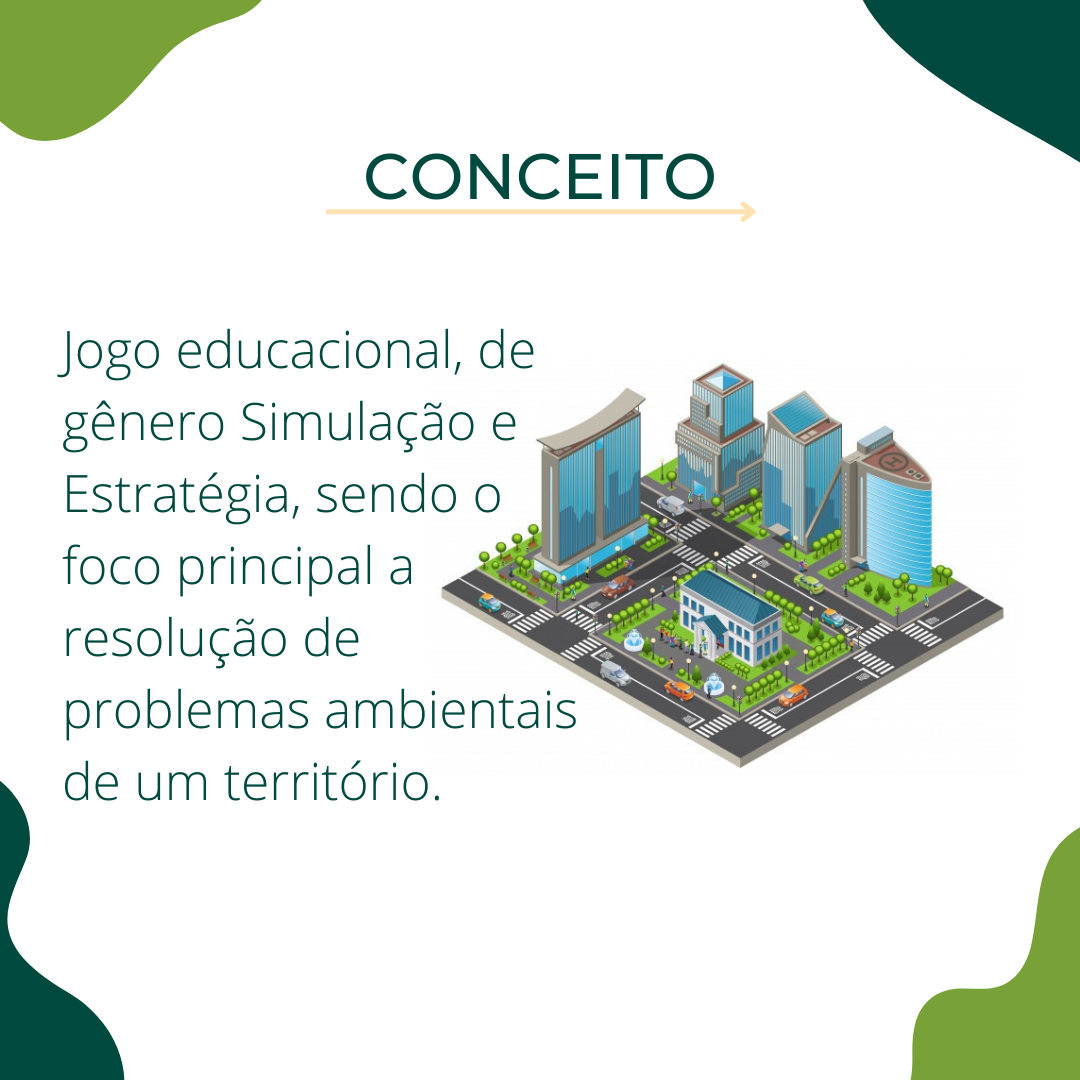 CONCEITO
Jogo educacional, de
gênero Simulação e
Estratégia, sendo o
foco principal a
resolução de
problemas ambientais
de um território.
H